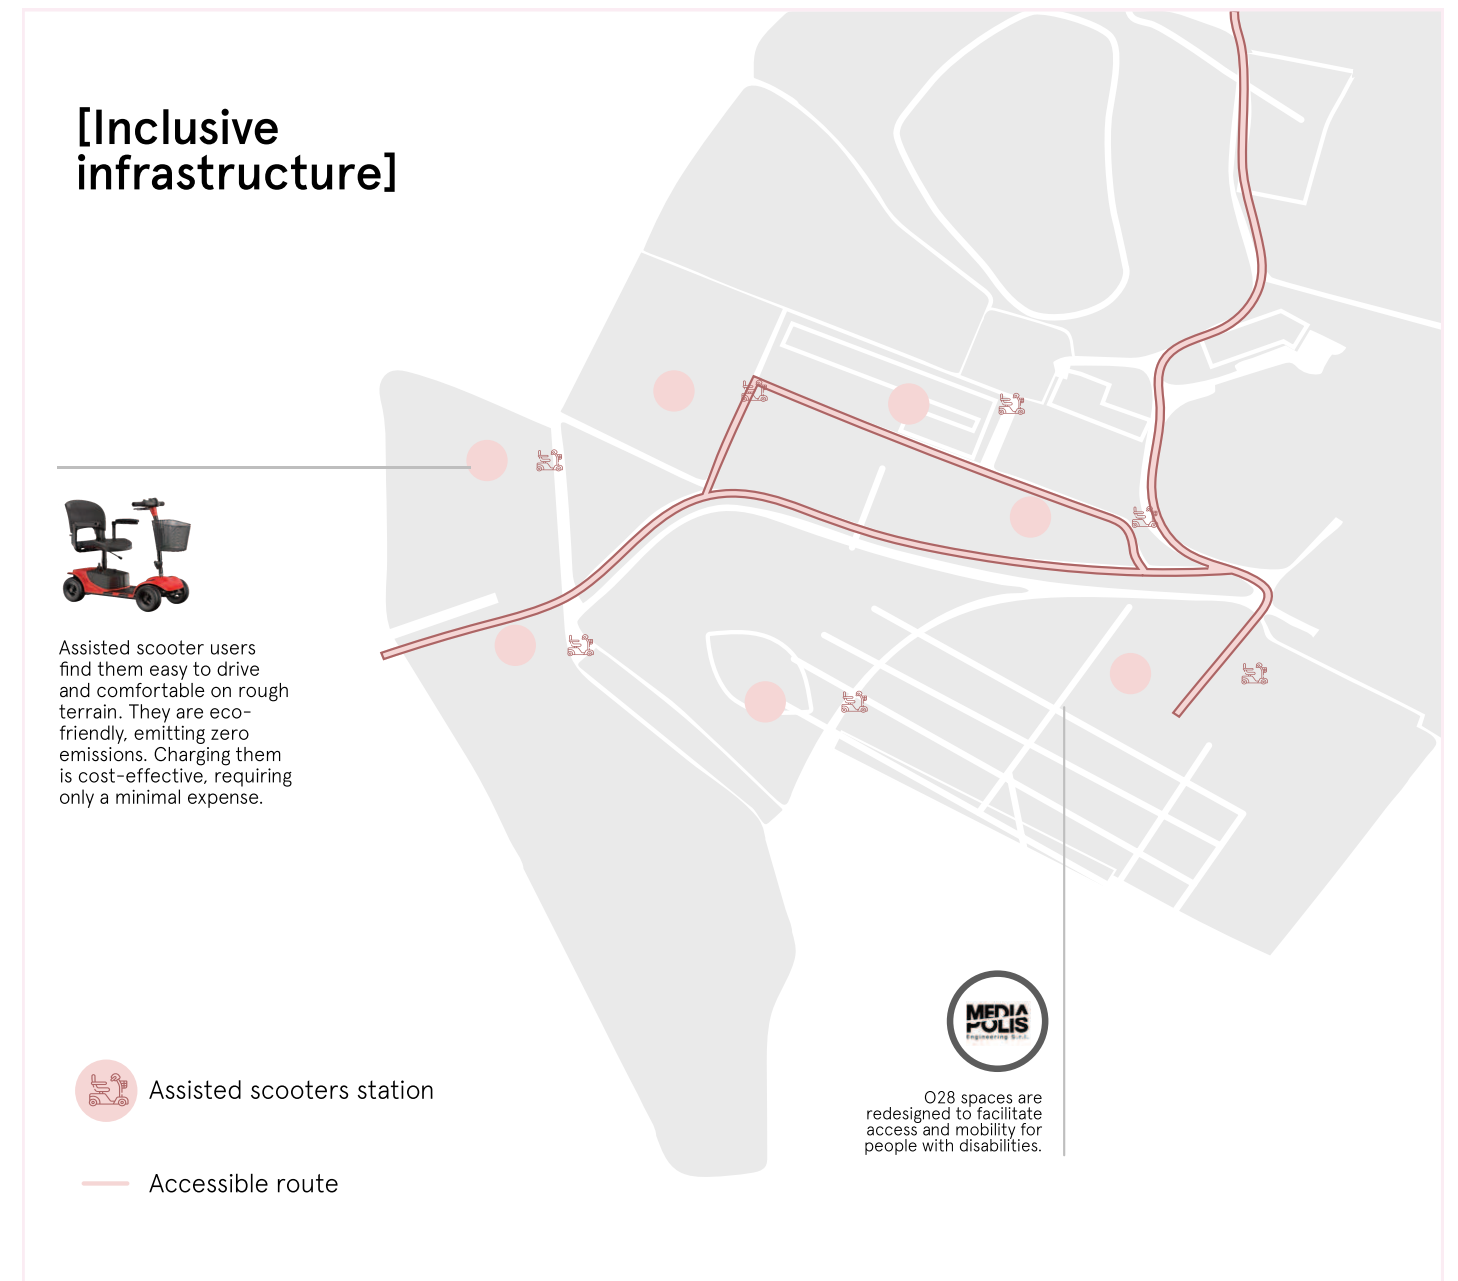 [Inclusive
infrastructure]
Assisted scooter users
find them easy to drive
and comfortable on rough
terrain. They are eco-
friendly, emitting zero
emissions. Charging them
is cost-effective, requiring
only a minimal expense.
MEDIA
POLIS
Engineering S.r.l.
O28 spaces are
redesigned to facilitate
access and mobility for
people with disabilities.
Assisted scooters station
Accessible route